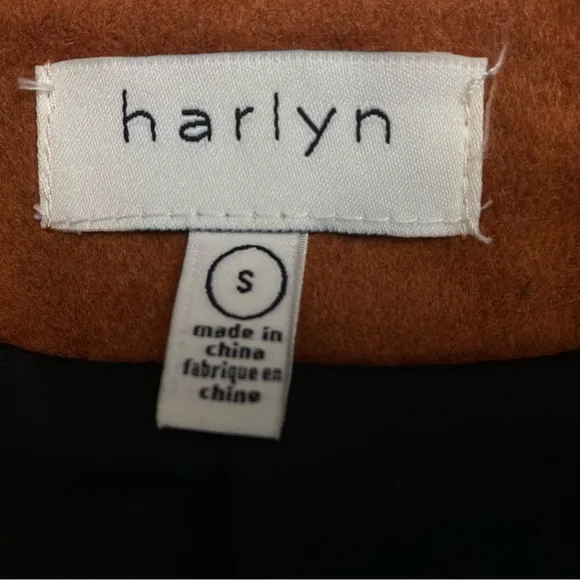 harlyn
S
made in
china
fabrique en
chine